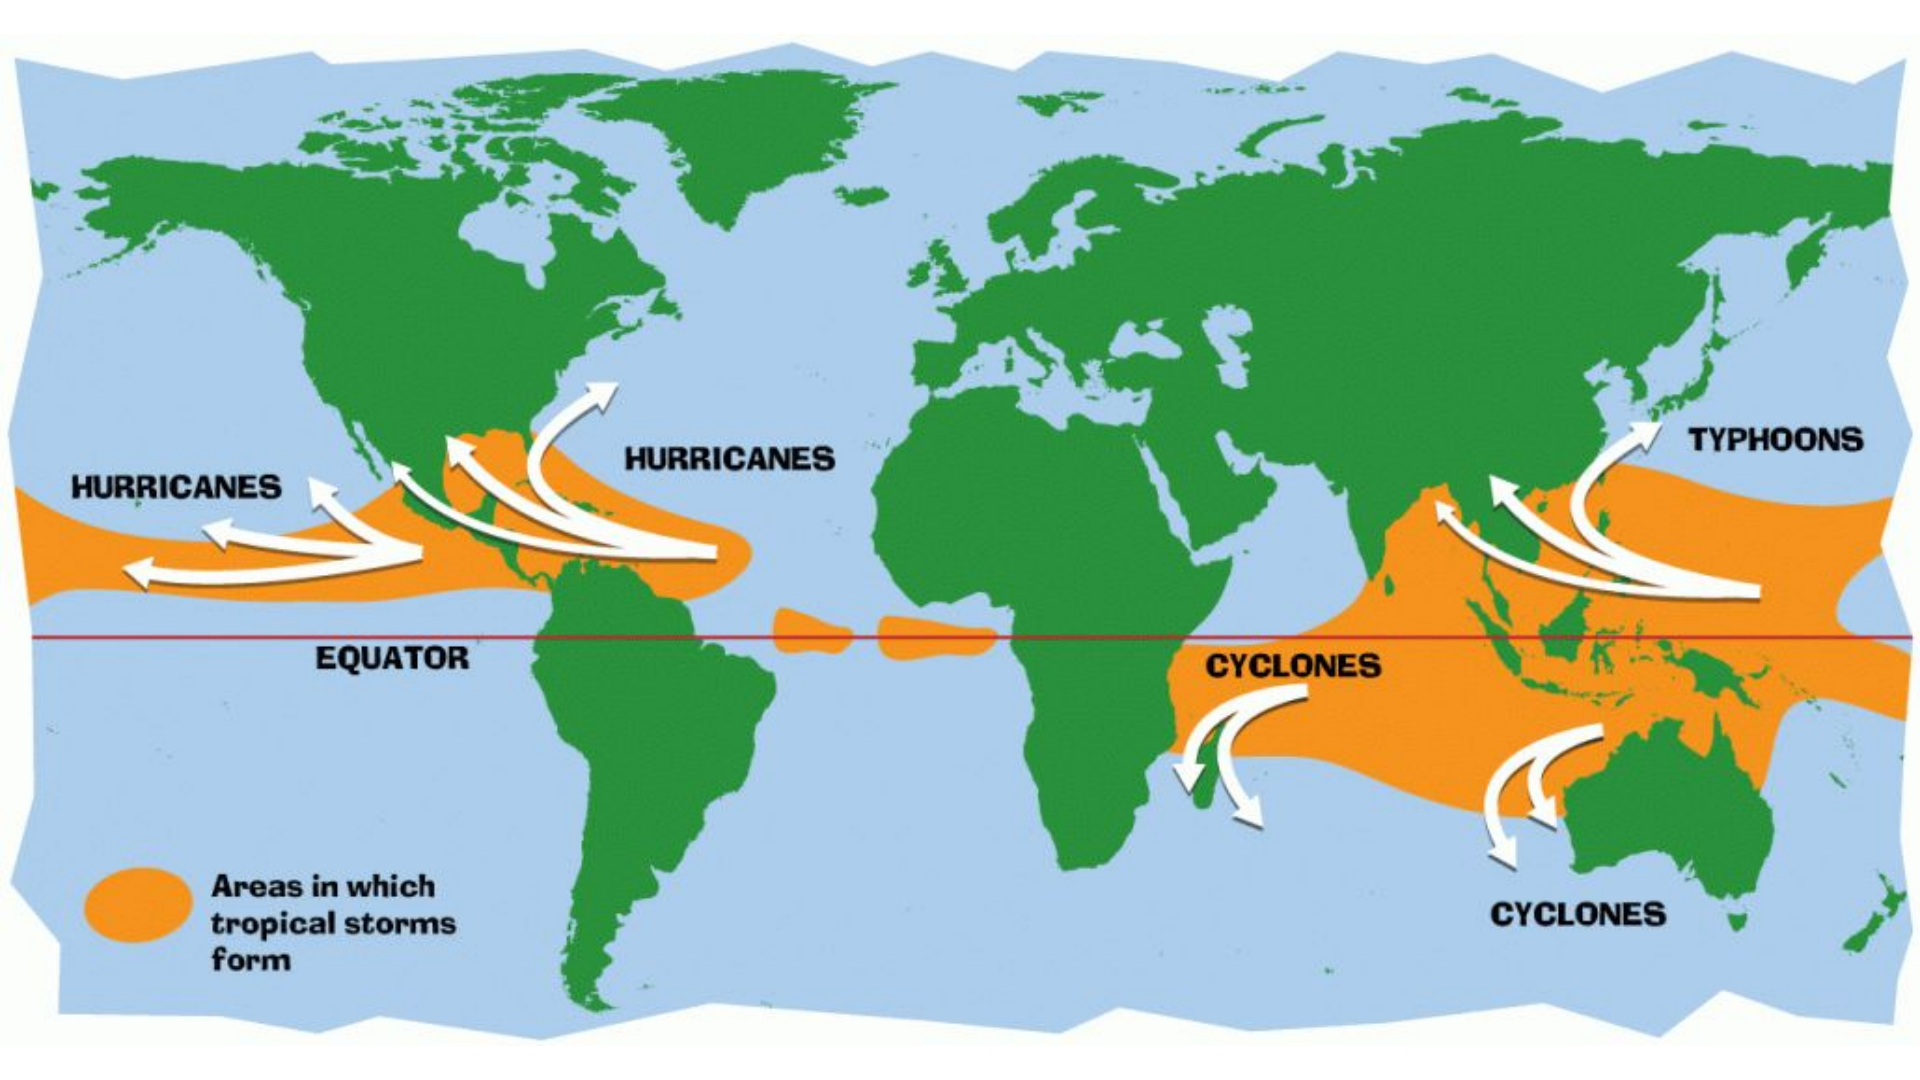 TYPHOONS
HURRICANES
HURRICANES
EQUATOR
CYCLONES
Areas in which
tropical storms
form
CYCLONES